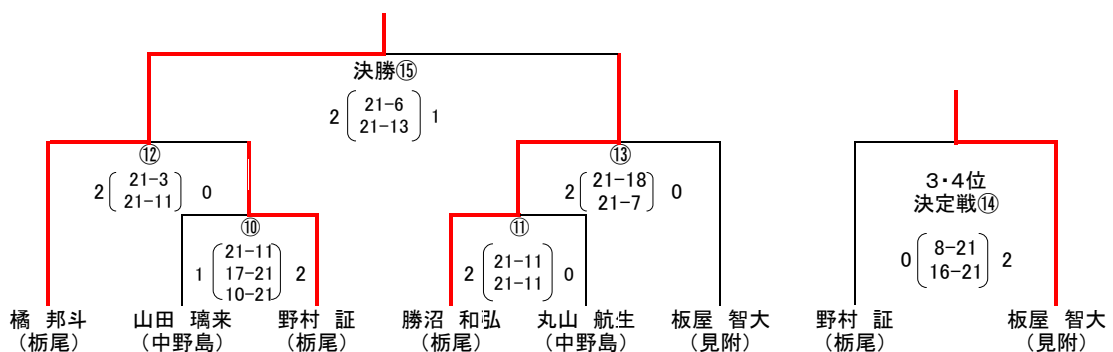 決勝⑮
2 21-6 1
21-13
⑫
2 21-3 0
21-11
⑬
2 21-18 0
21-7
3・4位
決定戦⑭
0 8-21 2
16-21
⑩
1 21-11 2
17-21
10-21
⑪
2 21-11 0
21-11
橘 邦斗 山田 璃来 野村 証 勝沼 和弘 丸山 航生 板屋 智大 野村 証 板屋 智大
（栃尾） （中野島） （栃尾） （栃尾） （中野島） （見附） （栃尾） （見附）